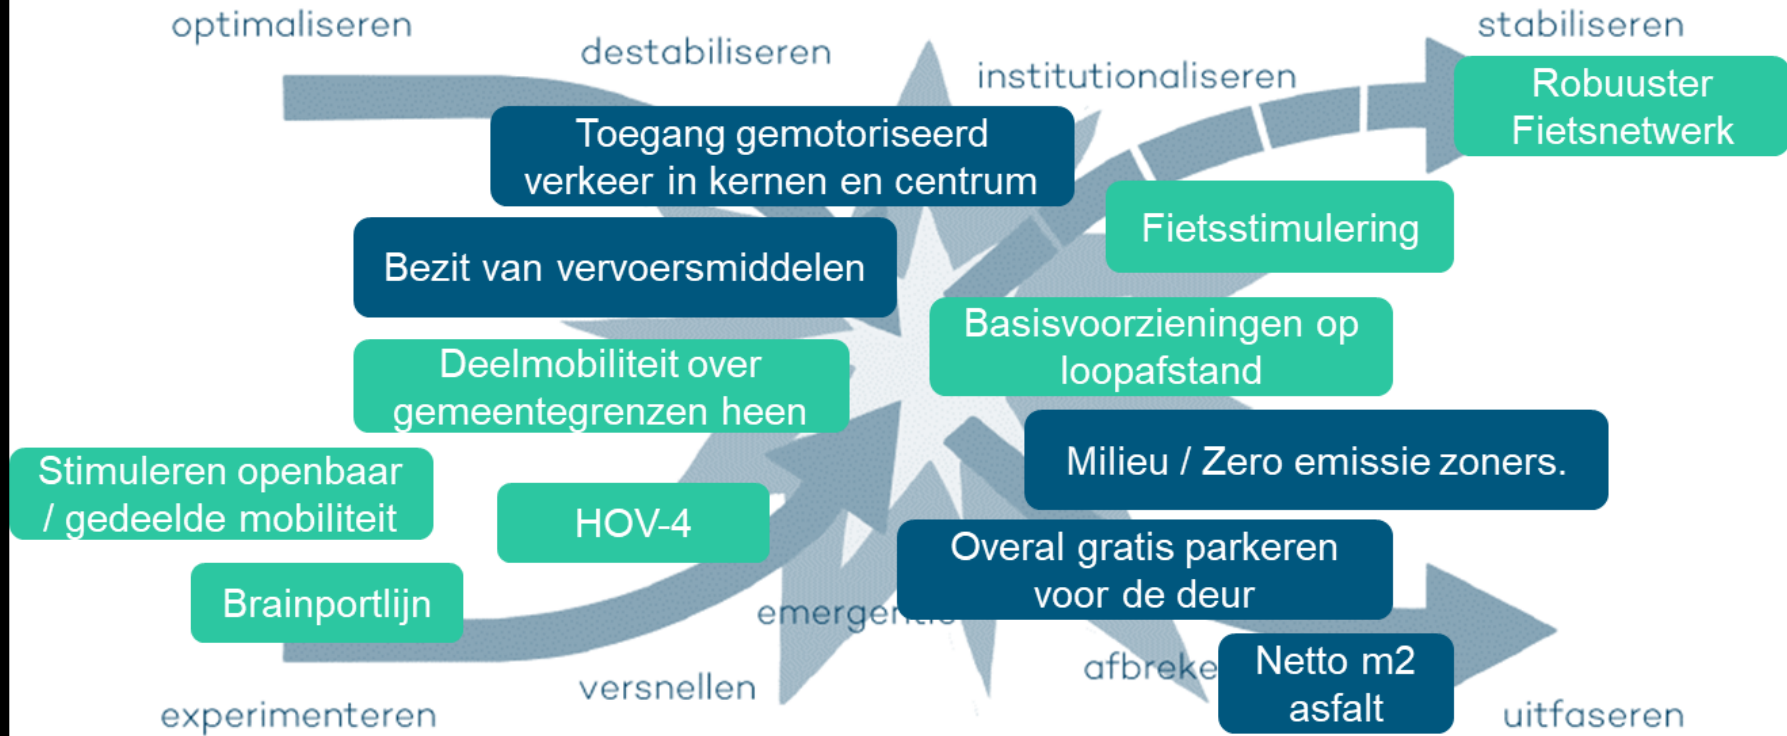 optimaliseren
destabiliseren
institutionaliseren
stabiliseren
Robuuster
Fietsnetwerk
Toegang gemotoriseerd
verkeer in kernen en centrum
Fietsstimulering
Bezit van vervoersmiddelen
Basisvoorzieningen op
loopafstand
Deelmobiliteit over
gemeentegrenzen heen
Milieu / Zero emissie zoners.
Stimuleren openbaar
/ gedeelde mobiliteit
HOV-4
Overal gratis parkeren
voor de deur
Brainportlijn
emergentie
afbreke
Netto m2
asfalt
versnellen
experimenteren
uitfaseren